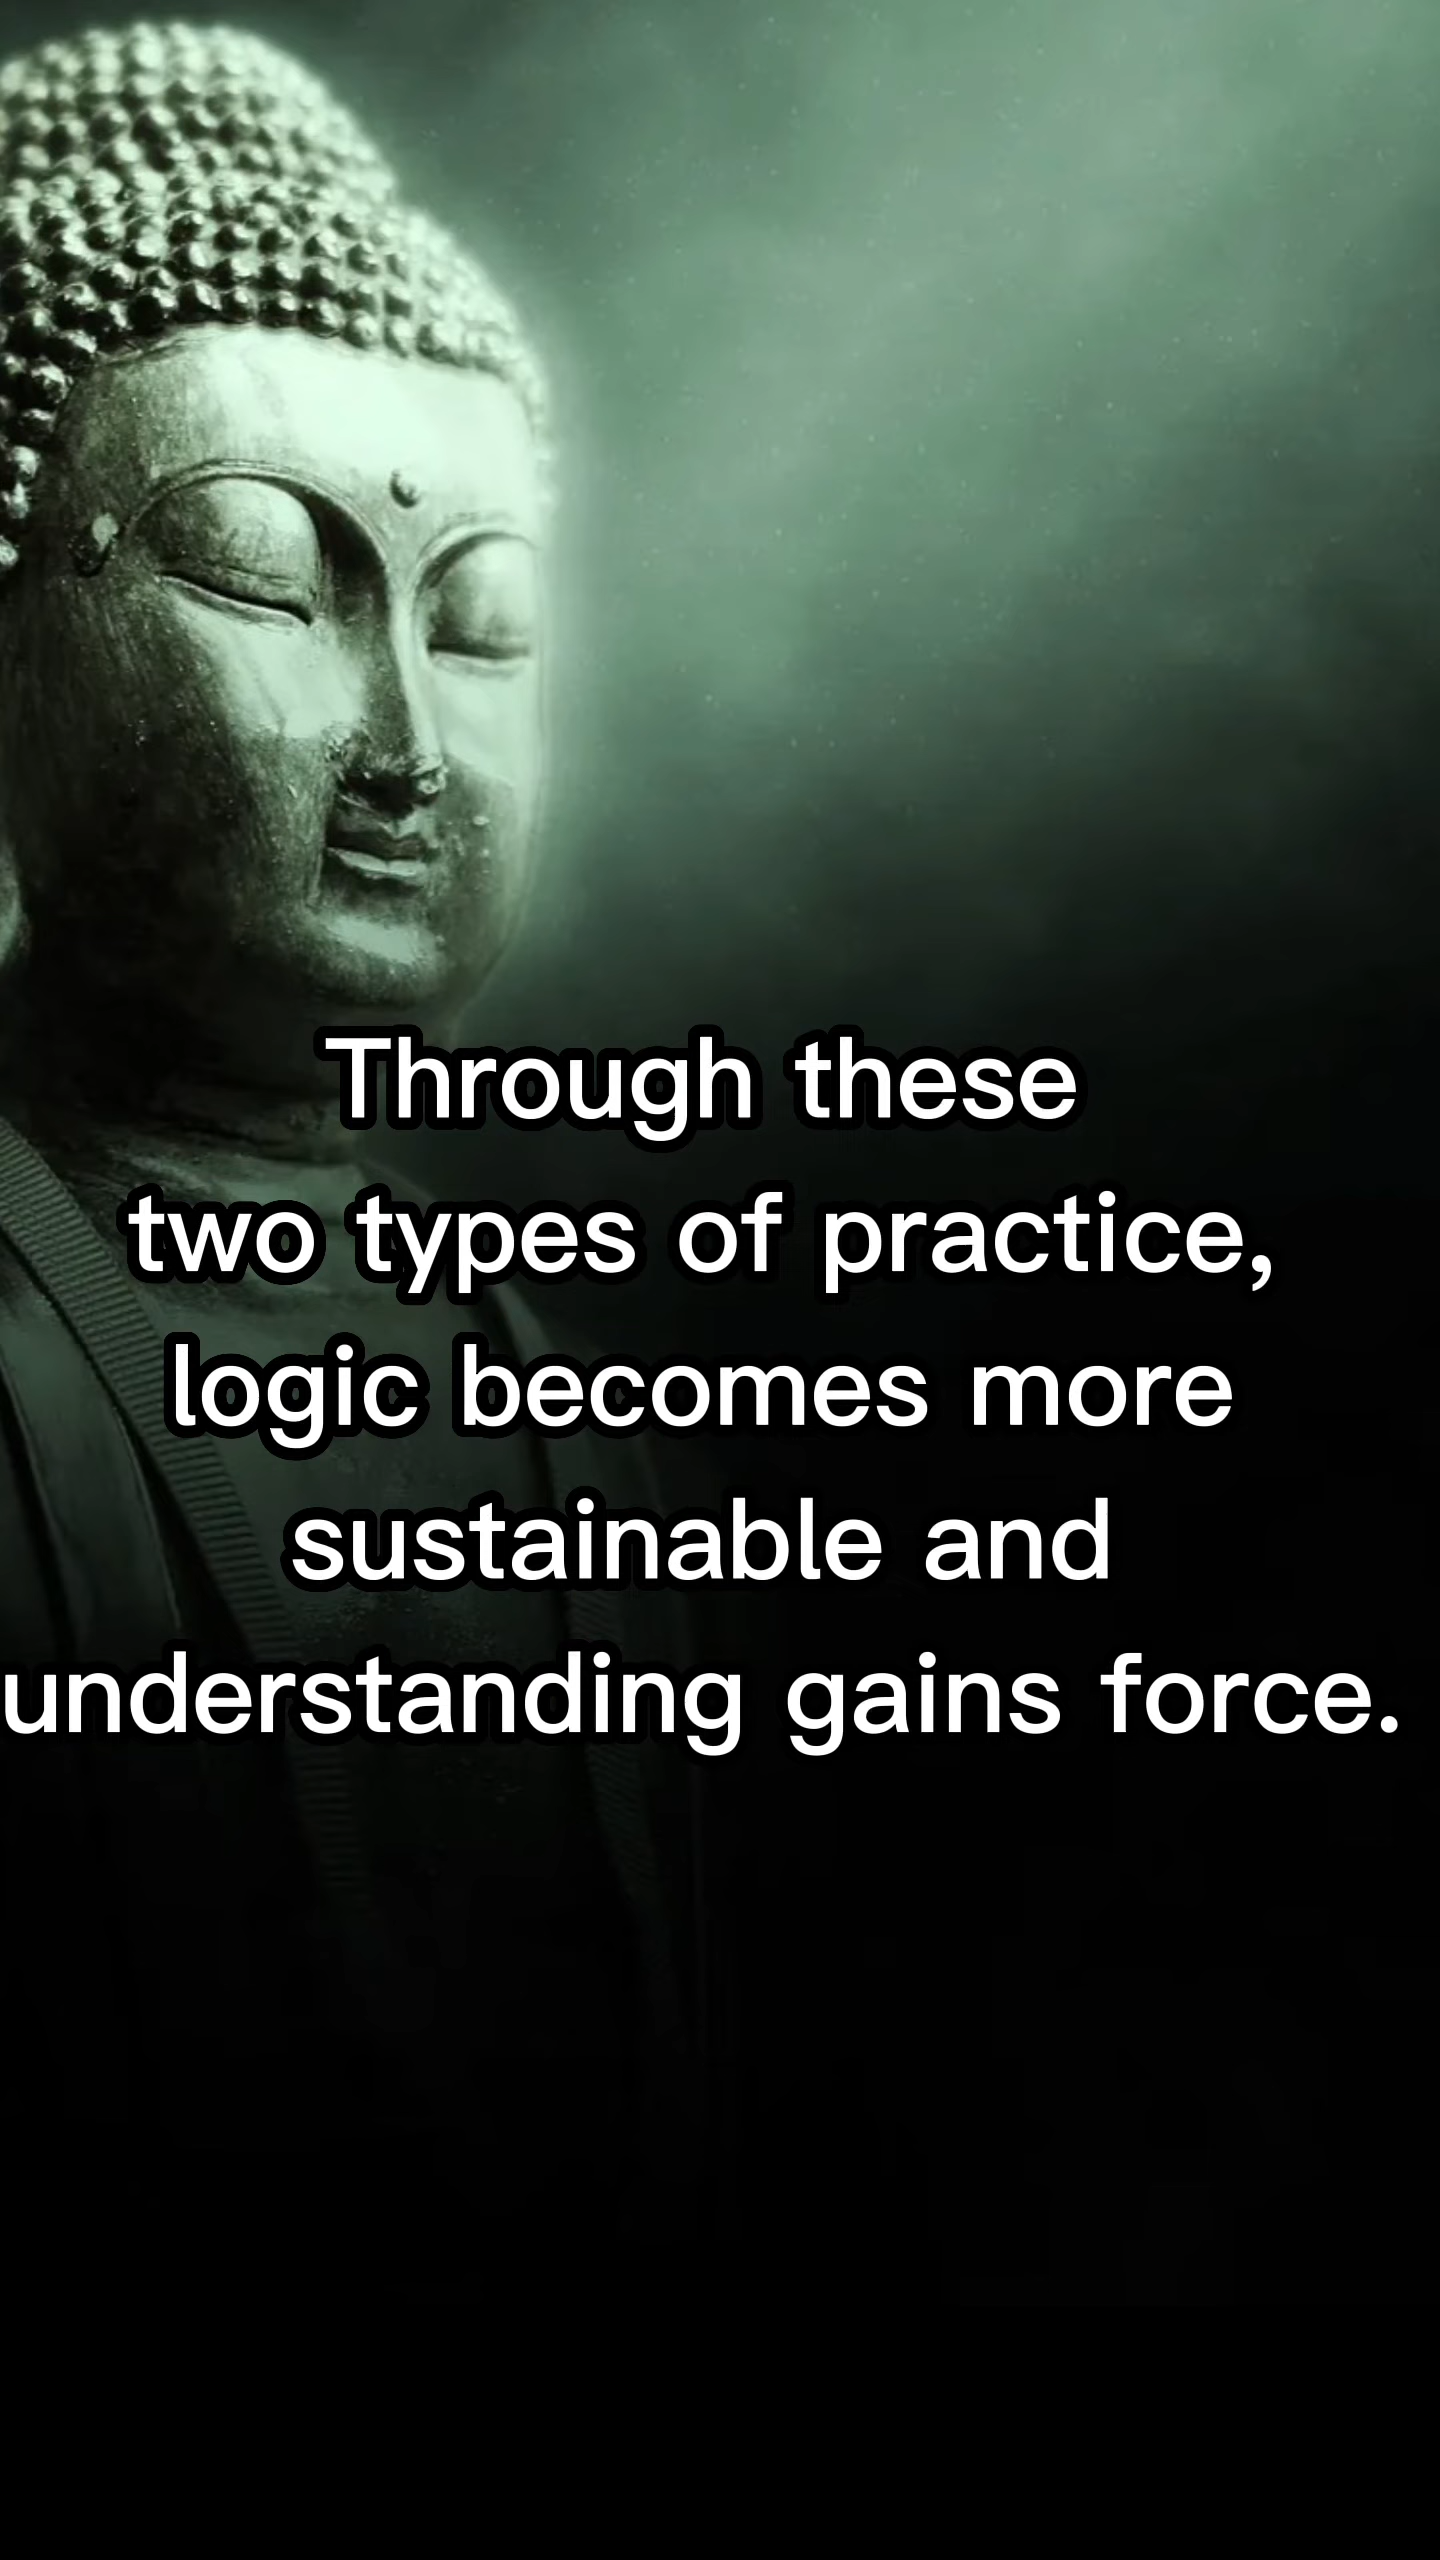 Through these
two types of practice,
logic becomes more
sustainable and
understanding gains force.